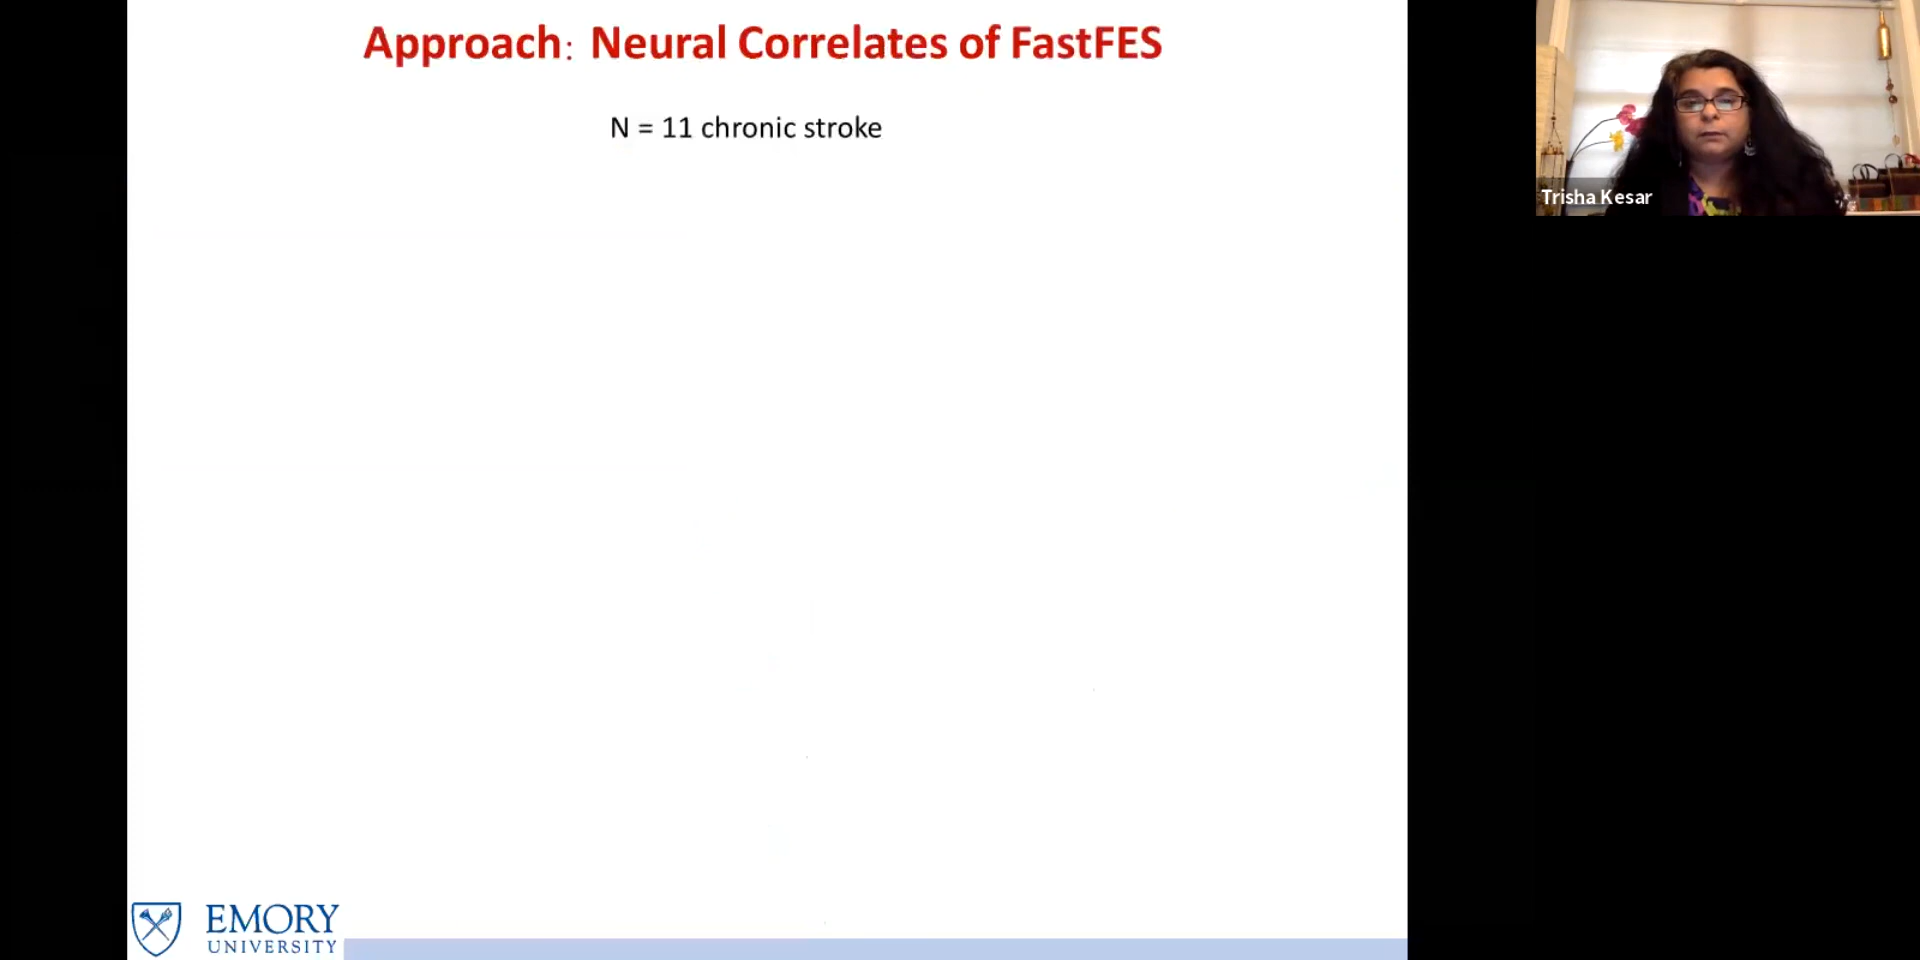 Approach: Neural Correlates of FastFES
N = 11 chronic stroke
Trisha Kesar
EMORY
UNIVERSITY